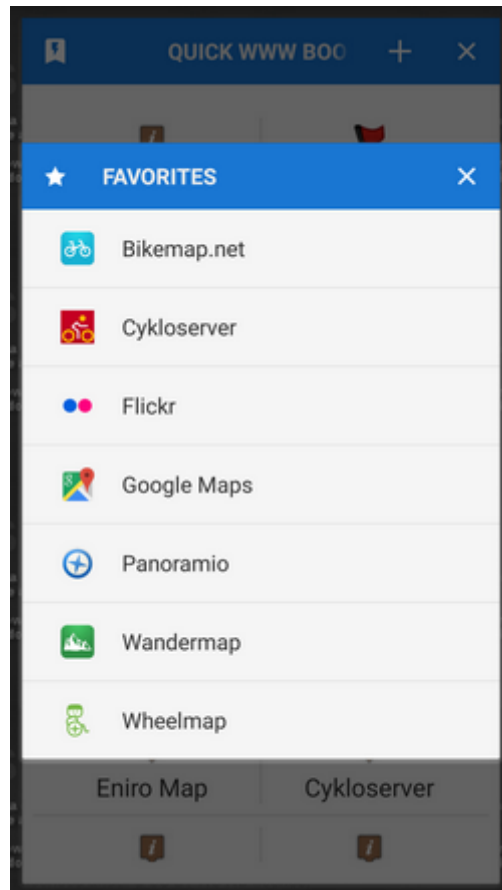 QUICK WWW BOO
FAVORITES
Bikemap.net
Cykloserver
Flickr
Google Maps
Panoramio
Wandermap
Wheelmap
Eniro Map
Cykloserver